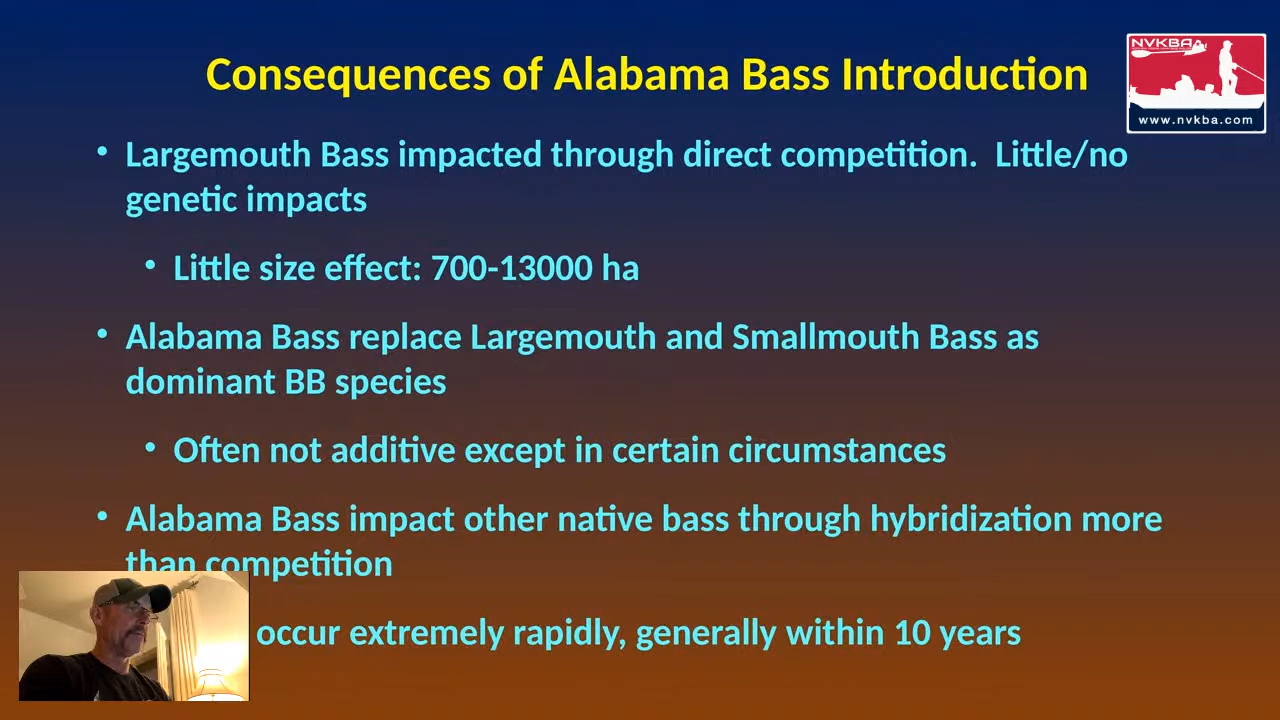 Consequences of Alabama Bass Introduction
NVKBA
www.nvkba.com
• Largemouth Bass impacted through direct competition. Little/no
genetic impacts
• Little size effect: 700-13000 ha
• Alabama Bass replace Largemouth and Smallmouth Bass as
dominant BB species
• Often not additive except in certain circumstances
• Alabama Bass impact other native bass through hybridization more
than competition
occur extremely rapidly, generally within 10 years